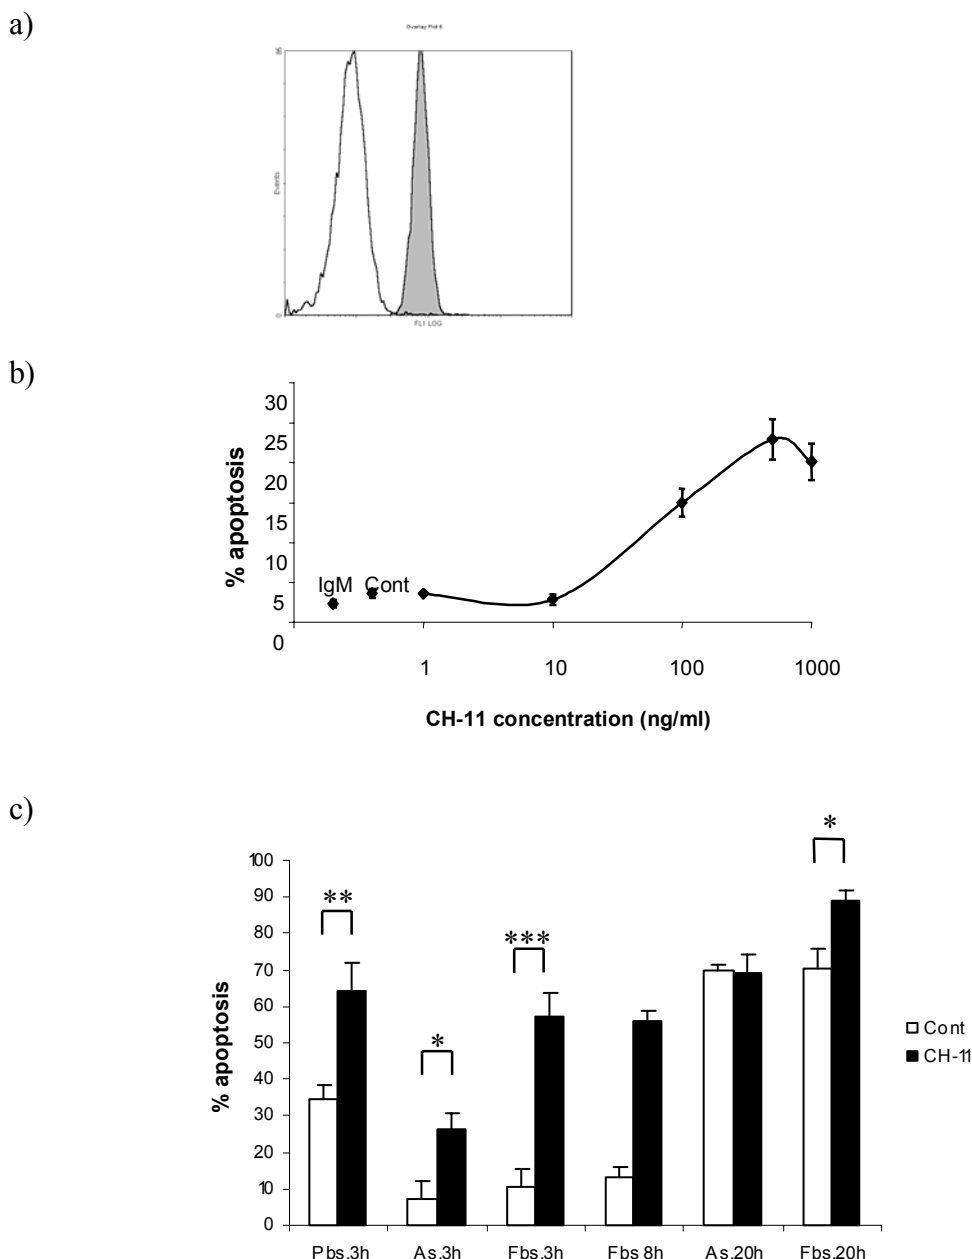 a)
Overlay Plot 6
Events
FL1 LOG
b)
30
25
20
15
10
5
0
% apoptosis
IgM Cont
1 10 100 1000
CH-11 concentration (ng/ml)
c)
100
90
80
70
60
50
40
30
20
10
0
% apoptosis
**
*
***
*
Cont
CH-11
Pbs.3h As.3h Fbs.3h Fbs 8h As.20h Fbs.20h